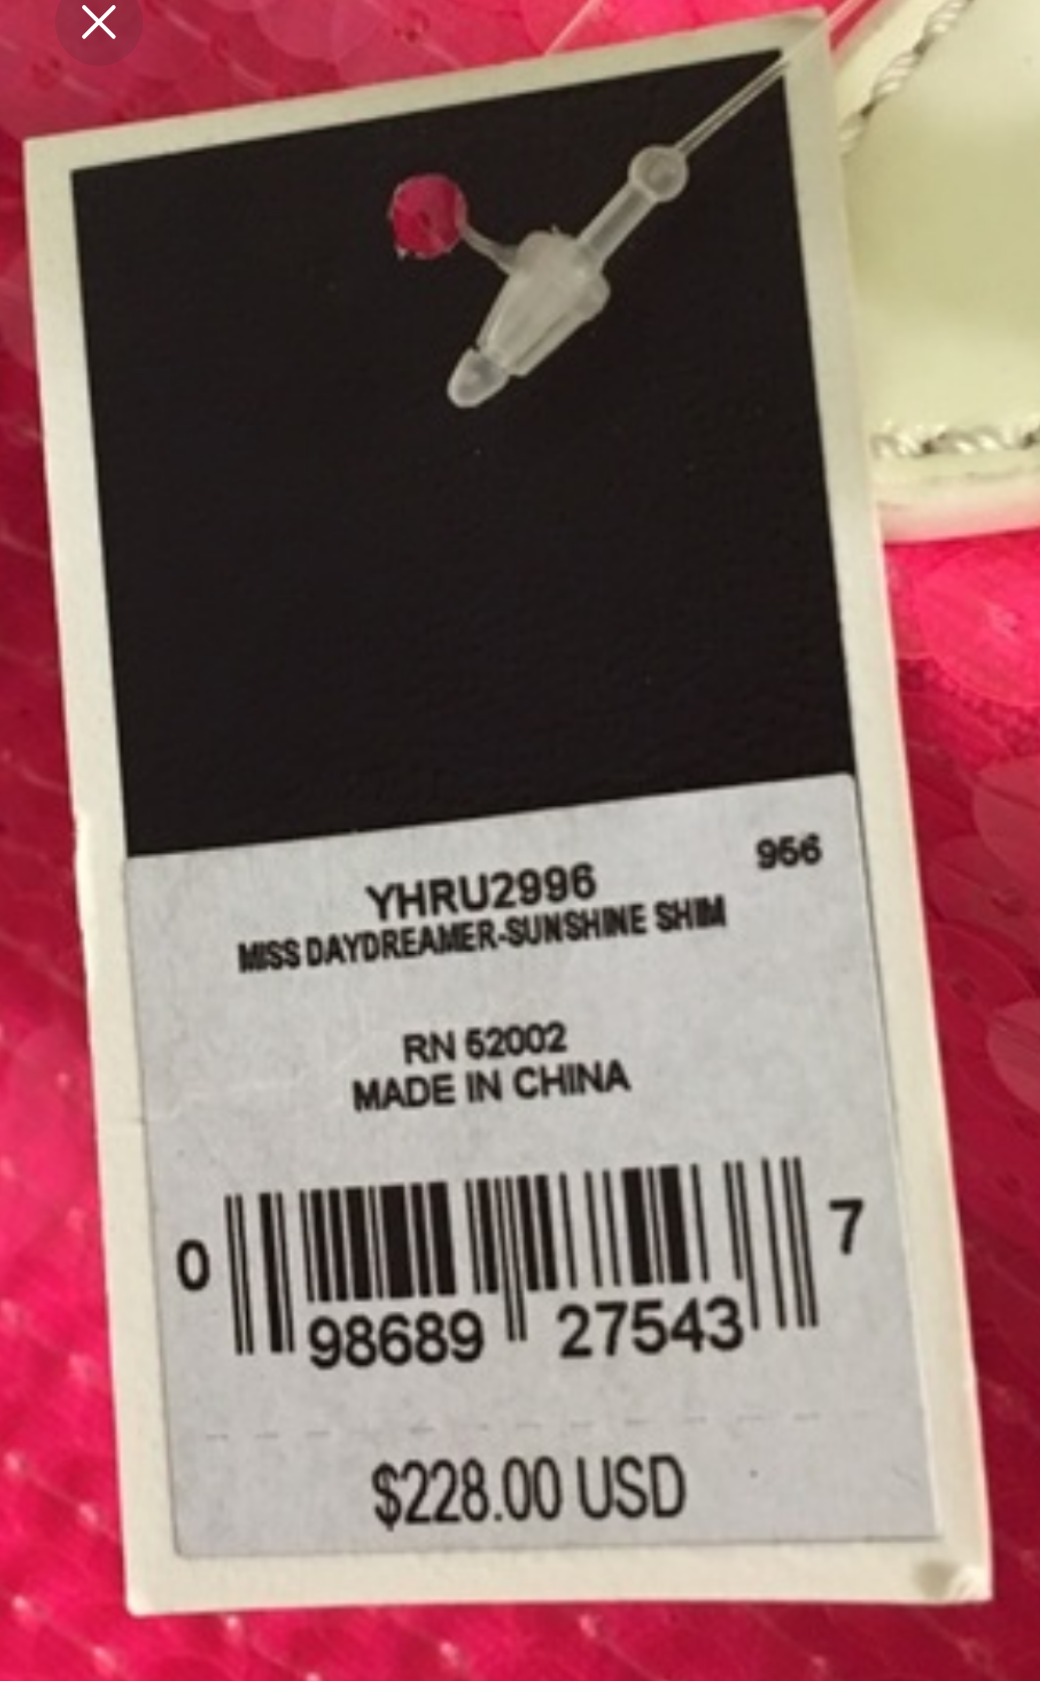 956
YHRU2996
MISS DAYDREAMER-SUNSHINE SHIM
RN 52002
MADE IN CHINA
0 98689 27543 7
$228.00 USD